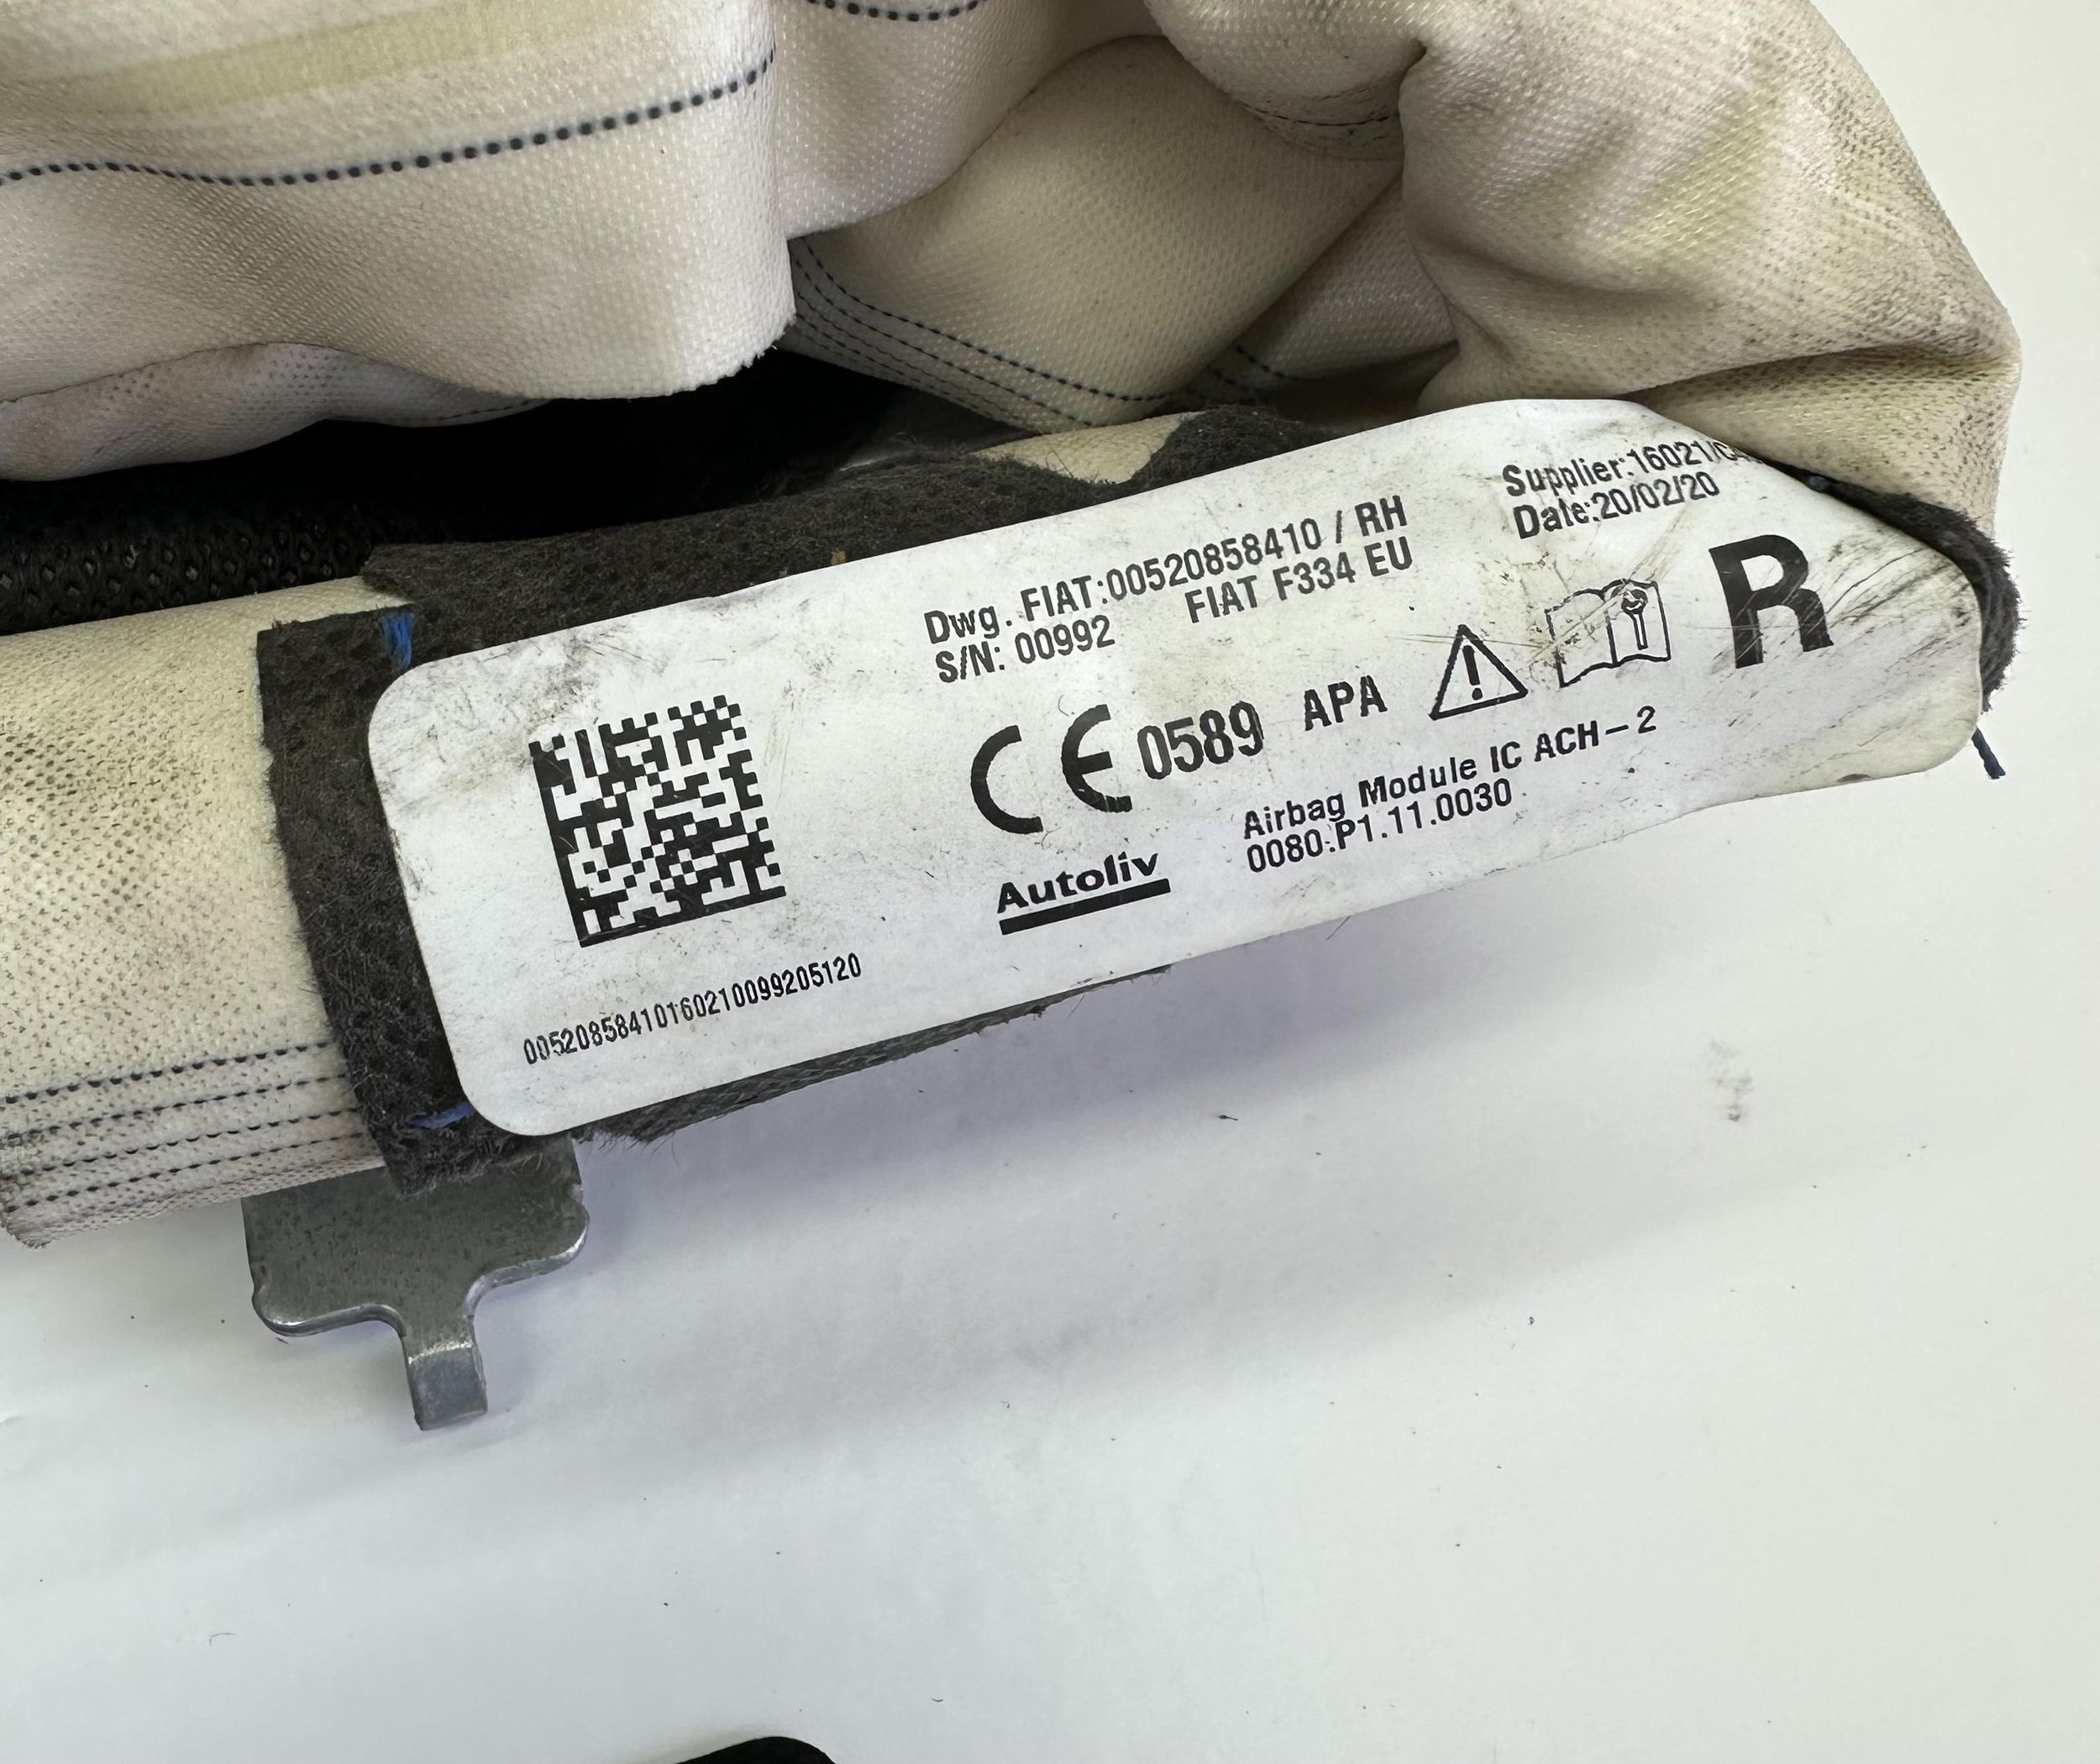 Supplier:16021/
Date:20/02/20
Dwg. FIAT:00520858410 / RH
S/N: 00992 FIAT F334 EU
R
CE 0589 APA
Airbag Module IC ACH-2
0080.P1.11.0030
Autoliv
00520858410160210099205120